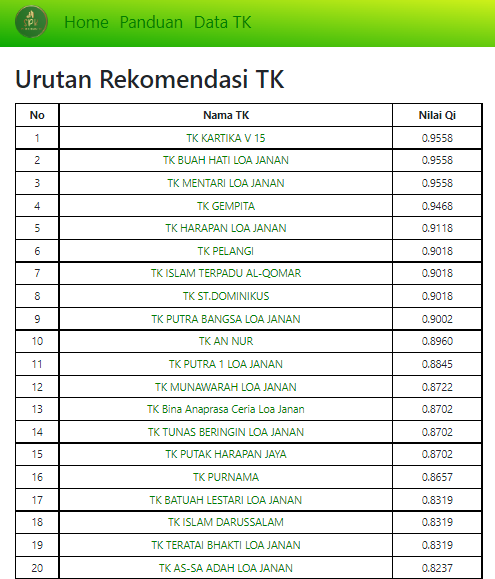 SPK
Home Panduan Data TK
Urutan Rekomendasi TK
No Nama TK Nilai Qi
1 TK KARTIKA V 15 0.9558
2 TK BUAH HATI LOA JANAN 0.9558
3 TK MENTARI LOA JANAN 0.9558
4 TK GEMPITA 0.9468
5 TK HARAPAN LOA JANAN 0.9118
6 TK PELANGI 0.9018
7 TK ISLAM TERPADU AL-QOMAR 0.9018
8 TK ST.DOMINIKUS 0.9018
9 TK PUTRA BANGSA LOA JANAN 0.9002
10 TK AN NUR 0.8960
11 TK PUTRA 1 LOA JANAN 0.8845
12 TK MUNAWARAH LOA JANAN 0.8722
13 TK Bina Anaprasa Ceria Loa Janan 0.8702
14 TK TUNAS BERINGIN LOA JANAN 0.8702
15 TK PUTAK HARAPAN JAYA 0.8702
16 TK PURNAMA 0.8657
17 TK BATUAH LESTARI LOA JANAN 0.8319
18 TK ISLAM DARUSSALAM 0.8319
19 TK TERATAI BHAKTI LOA JANAN 0.8319
20 TK AS-SA ADAH LOA JANAN 0.8237